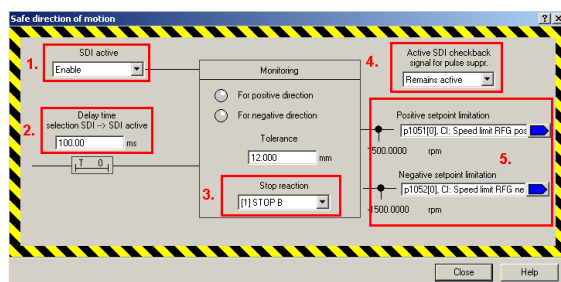 Safe direction of motion
1.
SDI active
Enable
2.
Delay time
selection SDI --> SDI active
100.00 ms
T 0
Monitoring
For positive direction
For negative direction
Tolerance
12.000 mm
3.
Stop reaction
[1] STOP B
4.
Active SDI checkback
signal for pulse suppr.
Remains active
Positive setpoint limitation
p1051[0], CI: Speed limit RFG pos
1500.0000 rpm
5.
Negative setpoint limitation
p1052[0], CI: Speed limit RFG ne
-1500.0000 rpm
Close
Help